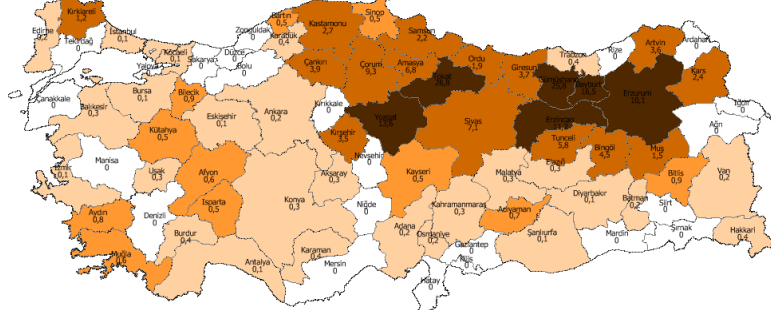 Kırklareli
1,2
Edirne
0,2
Tekirdağ
0
İstanbul
0,1
Kocaeli
0,1
Yalova
0
Sakarya
0
Düzce
0
Bolu
0
Zonguldak
0
Bartın
0,5
Karabük
0,4
Kastamonu
2,7
Sinop
0,5
Samsun
2,2
Çankırı
3,9
Çorum
9,3
Amasya
6,8
Tokat
Ordu
1,9
Giresun
3,7
Gümüşhane
25,8
Trabzon
0,4
Bayburt
16,5
Rize
0
Artvin
3,6
Ardahan
0
Kars
2,4
Erzurum
10,1
Iğdır
0
Ağrı
0
Çanakkale
0
Balıkesir
0,3
Bursa
0,1
Bilecik
0,9
Kütahya
0,5
Eskişehir
0,1
Ankara
0,2
Kırıkkale
0
Yozgat
13,6
Kırşehir
3,5
Sivas
7,1
Erzincan
Tunceli
5,8
Bingöl
4,5
Muş
1,5
Manisa
0
İzmir
0,1
Uşak
0,3
Afyon
0,6
Isparta
0,5
Aksaray
0,3
Nevşehir
0
Kayseri
0,5
Malatya
0,3
Elazığ
0,3
Diyarbakır
0,1
Batman
0,2
Bitlis
0,9
Siirt
0
Van
0,2
Aydın
0,8
Denizli
0
Muğla
0,6
Burdur
0,4
Antalya
0,1
Konya
0,3
Karaman
0,4
Niğde
0
Mersin
0
Adana
0,2
Osmaniye
0,2
Kahramanmaraş
0,3
Adıyaman
0,7
Gaziantep
0
Kilis
0
Hatay
0
Şanlıurfa
0,1
Mardin
0
Şırnak
0
Hakkari
0,4